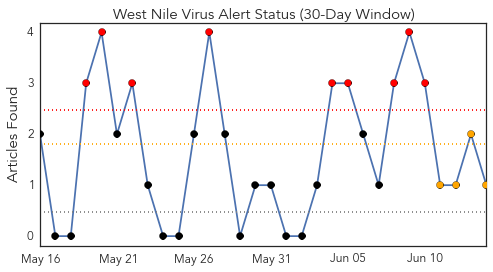 West Nile Virus Alert Status (30-Day Window)
Articles Found
4
3
2
1
0
May 16
May 21
May 26
May 31
Jun 05
Jun 10